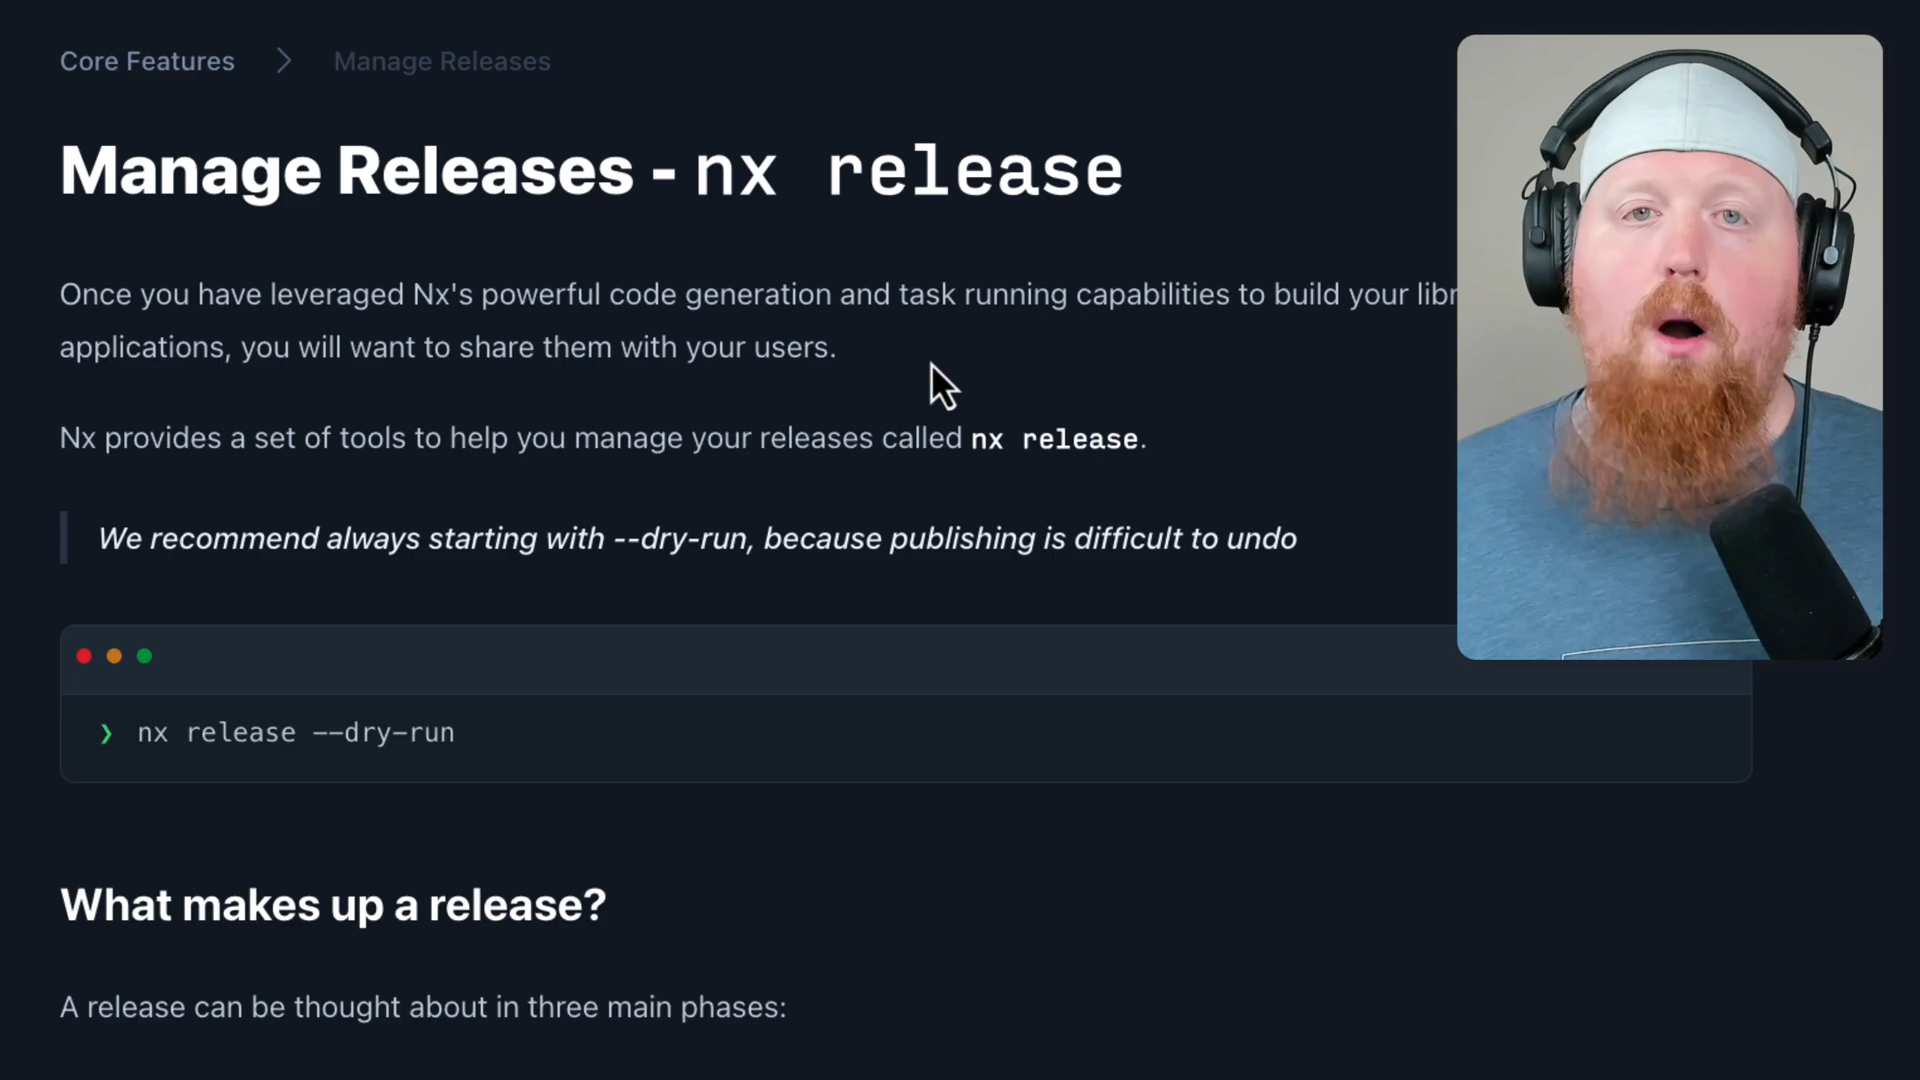 Core Features > Manage Releases
Manage Releases - nx release
Once you have leveraged Nx's powerful code generation and task running capabilities to build your
applications, you will want to share them with your users.
Nx provides a set of tools to help you manage your releases called nx release.
We recommend always starting with --dry-run, because publishing is difficult to undo
❯ nx release --dry-run
What makes up a release?
A release can be thought about in three main phases: